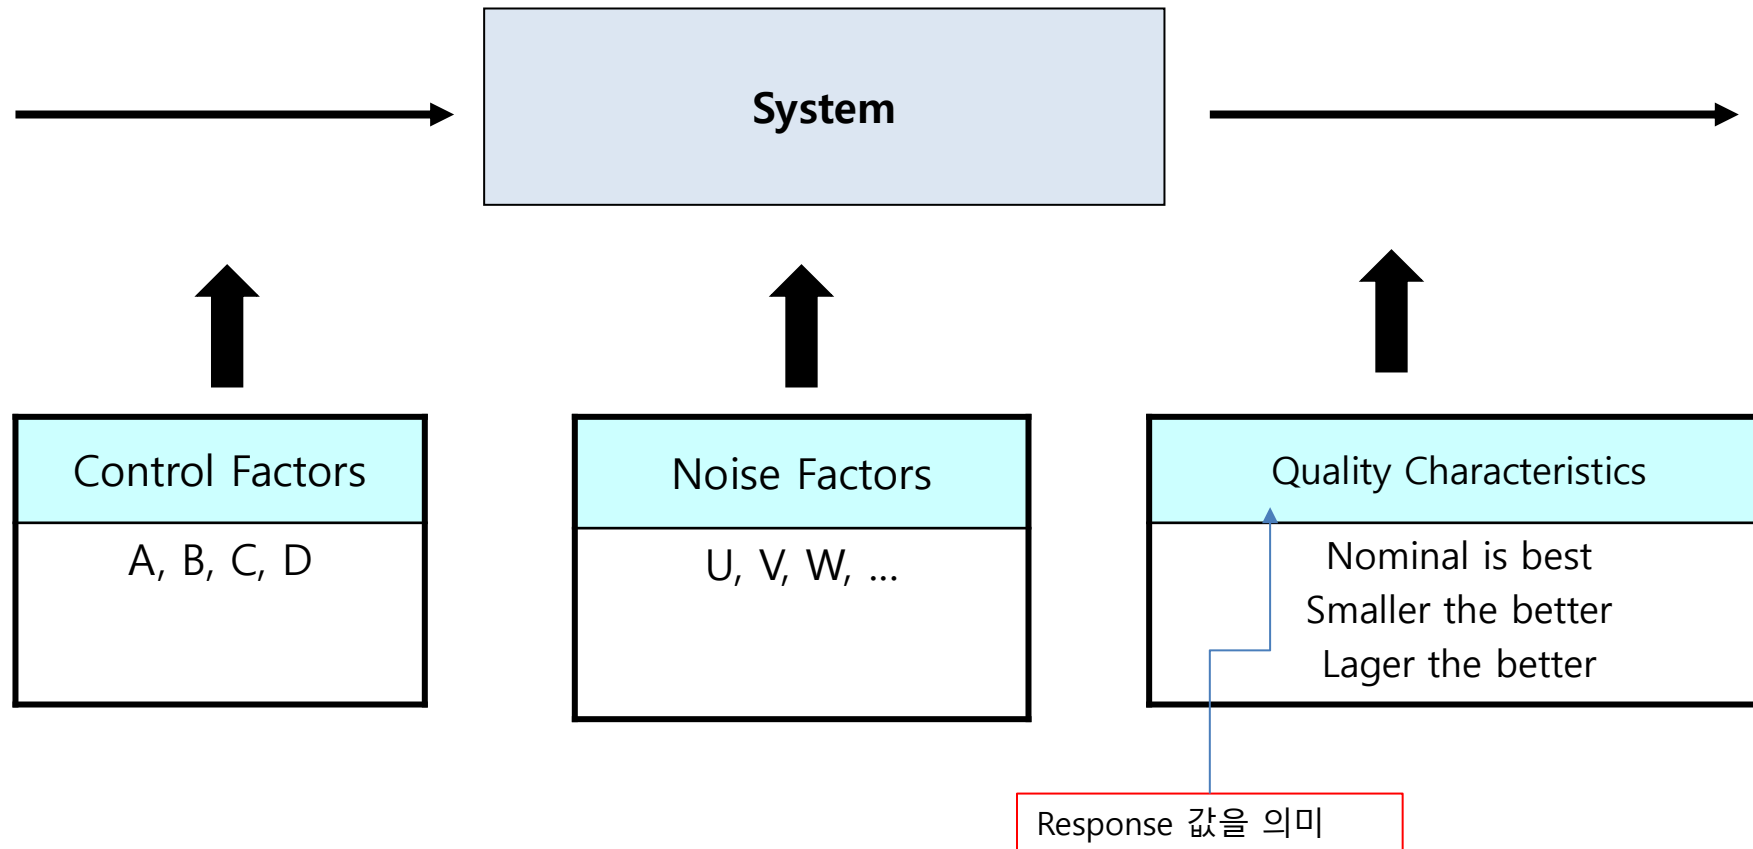 System
Control Factors
A, B, C, D
Noise Factors
U, V, W, ...
Quality Characteristics
Nominal is best
Smaller the better
Lager the better
Response 값을 의미